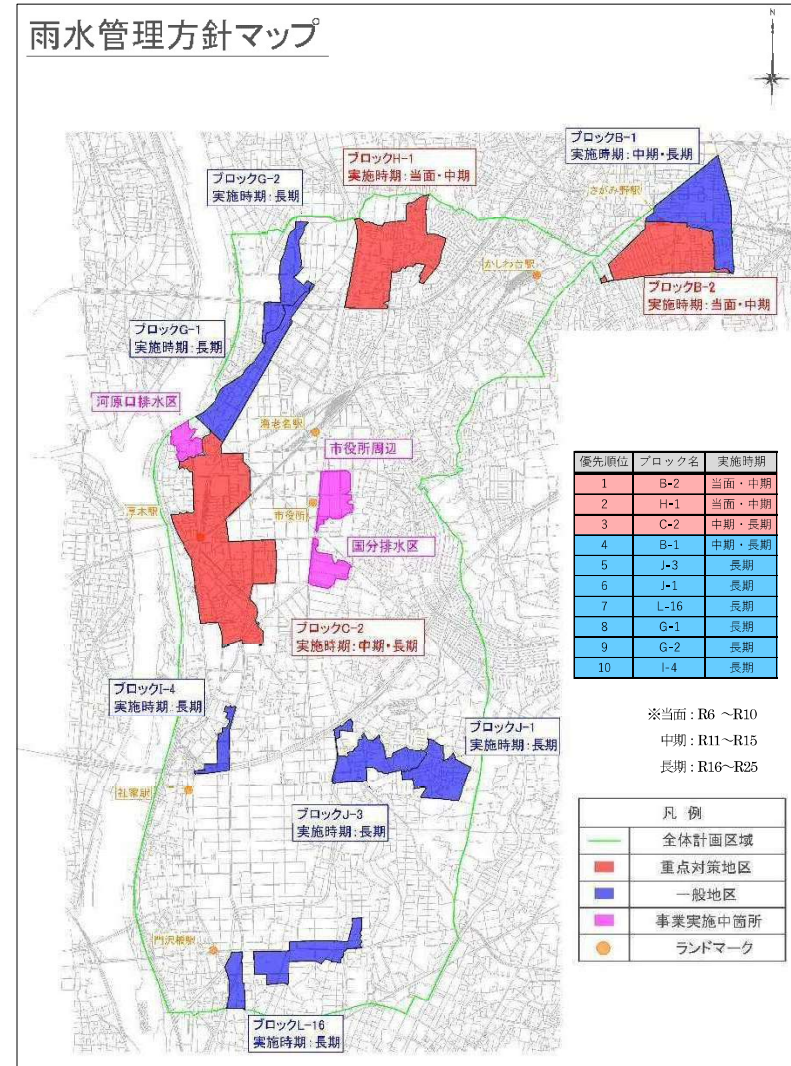 雨水管理方針マップ
N
ブロックB-1
実施時期:中期・長期
ブロックH-1
実施時期:当面・中期
ブロックG-2
実施時期:長期
さがみ野駅
かしわ台駅
ブロックB-2
実施時期:当面・中期
ブロックG-1
実施時期:長期
河原口排水区
海老名駅
市役所周辺
厚木駅
市役所
国分排水区
ブロックC-2
実施時期:中期・長期
優先順位 ブロック名 実施時期
1 B-2 当面・中期
2 H-1 当面・中期
3 C-2 中期・長期
4 B-1 中期・長期
5 J-3 長期
6 J-1 長期
7 L-16 長期
8 G-1 長期
9 G-2 長期
10 I-4 長期
※当面:R6 ~R10
中期:R11~R15
長期:R16~R25
ブロックI-4
実施時期:長期
ブロックJ-1
実施時期:長期
社家駅
ブロックJ-3
実施時期:長期
凡 例
全体計画区域
重点対策地区
一般地区
事業実施中箇所
ランドマーク
門沢橋駅
ブロックL-16
実施時期:長期